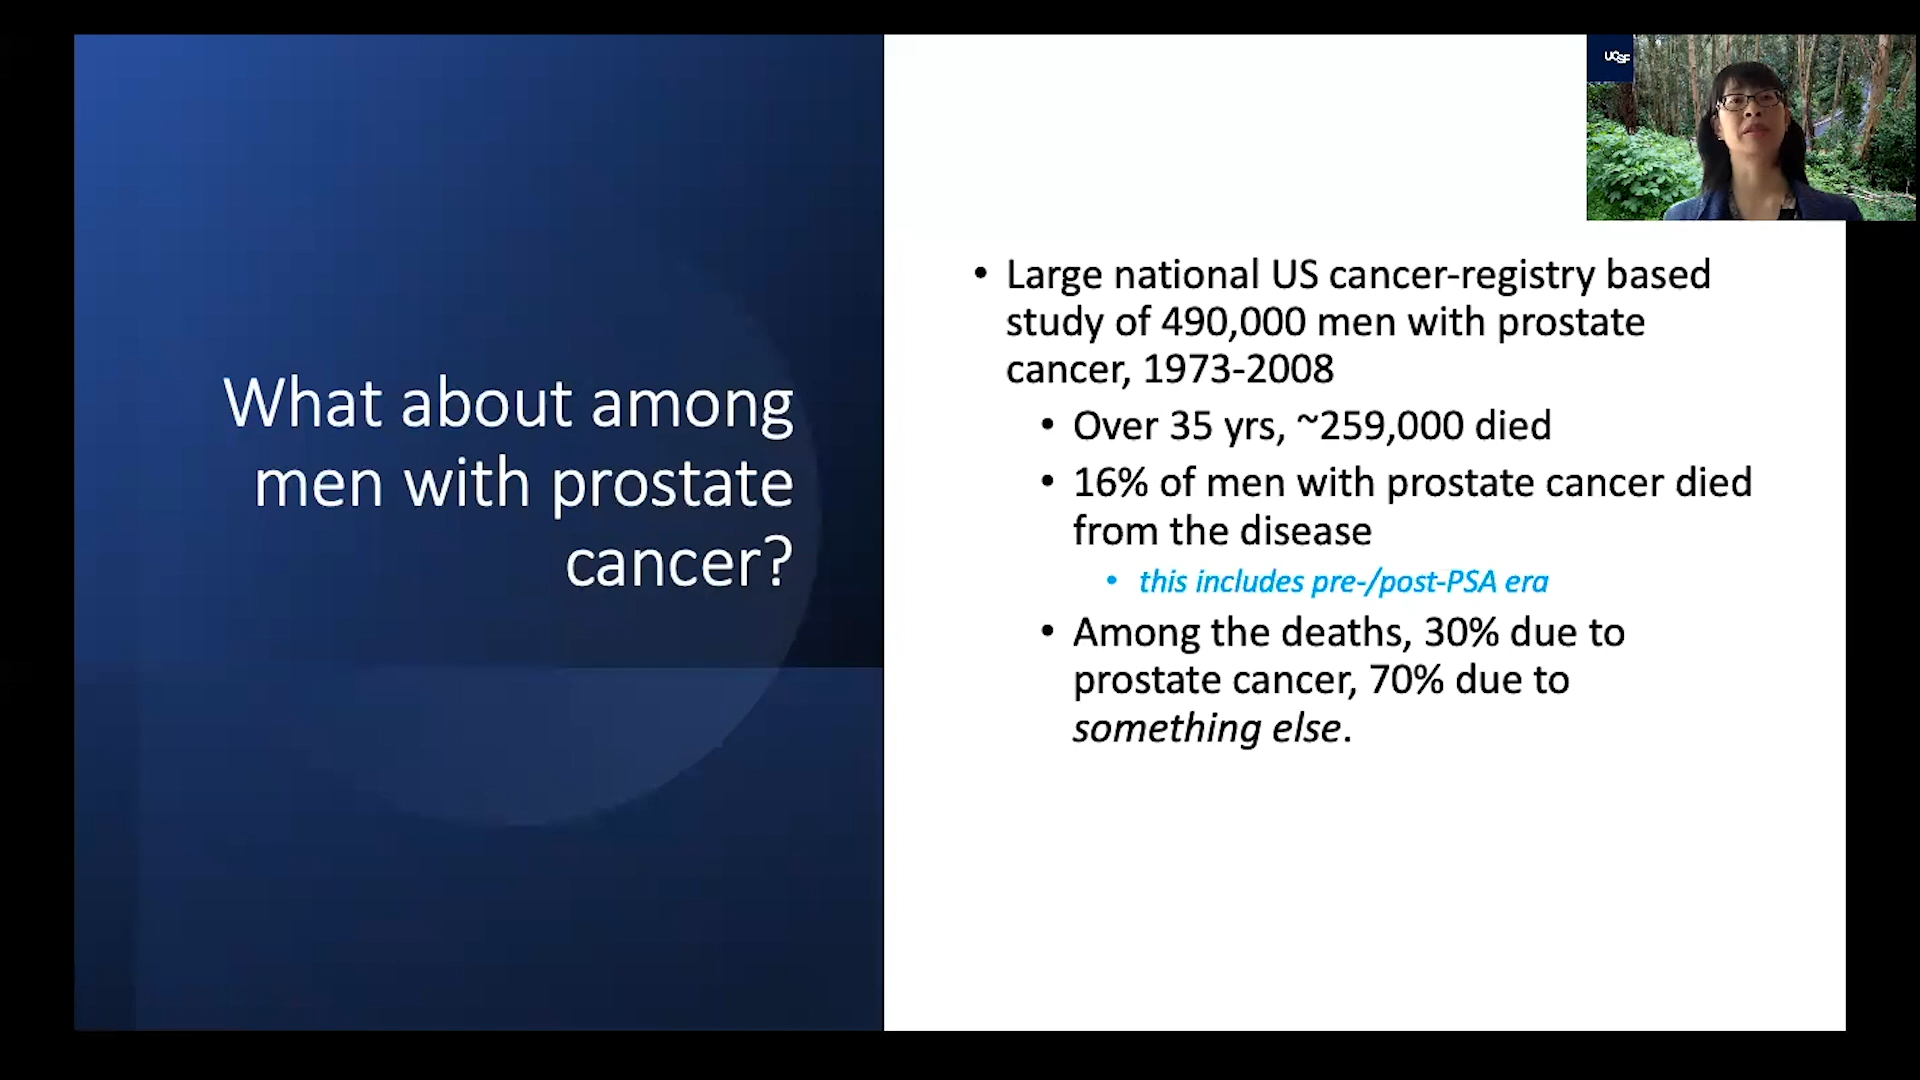 UCSF
What about among
men with prostate
cancer?
• Large national US cancer-registry based
study of 490,000 men with prostate
cancer, 1973-2008
• Over 35 yrs, ~259,000 died
• 16% of men with prostate cancer died
from the disease
• this includes pre-/post-PSA era
• Among the deaths, 30% due to
prostate cancer, 70% due to
something else.